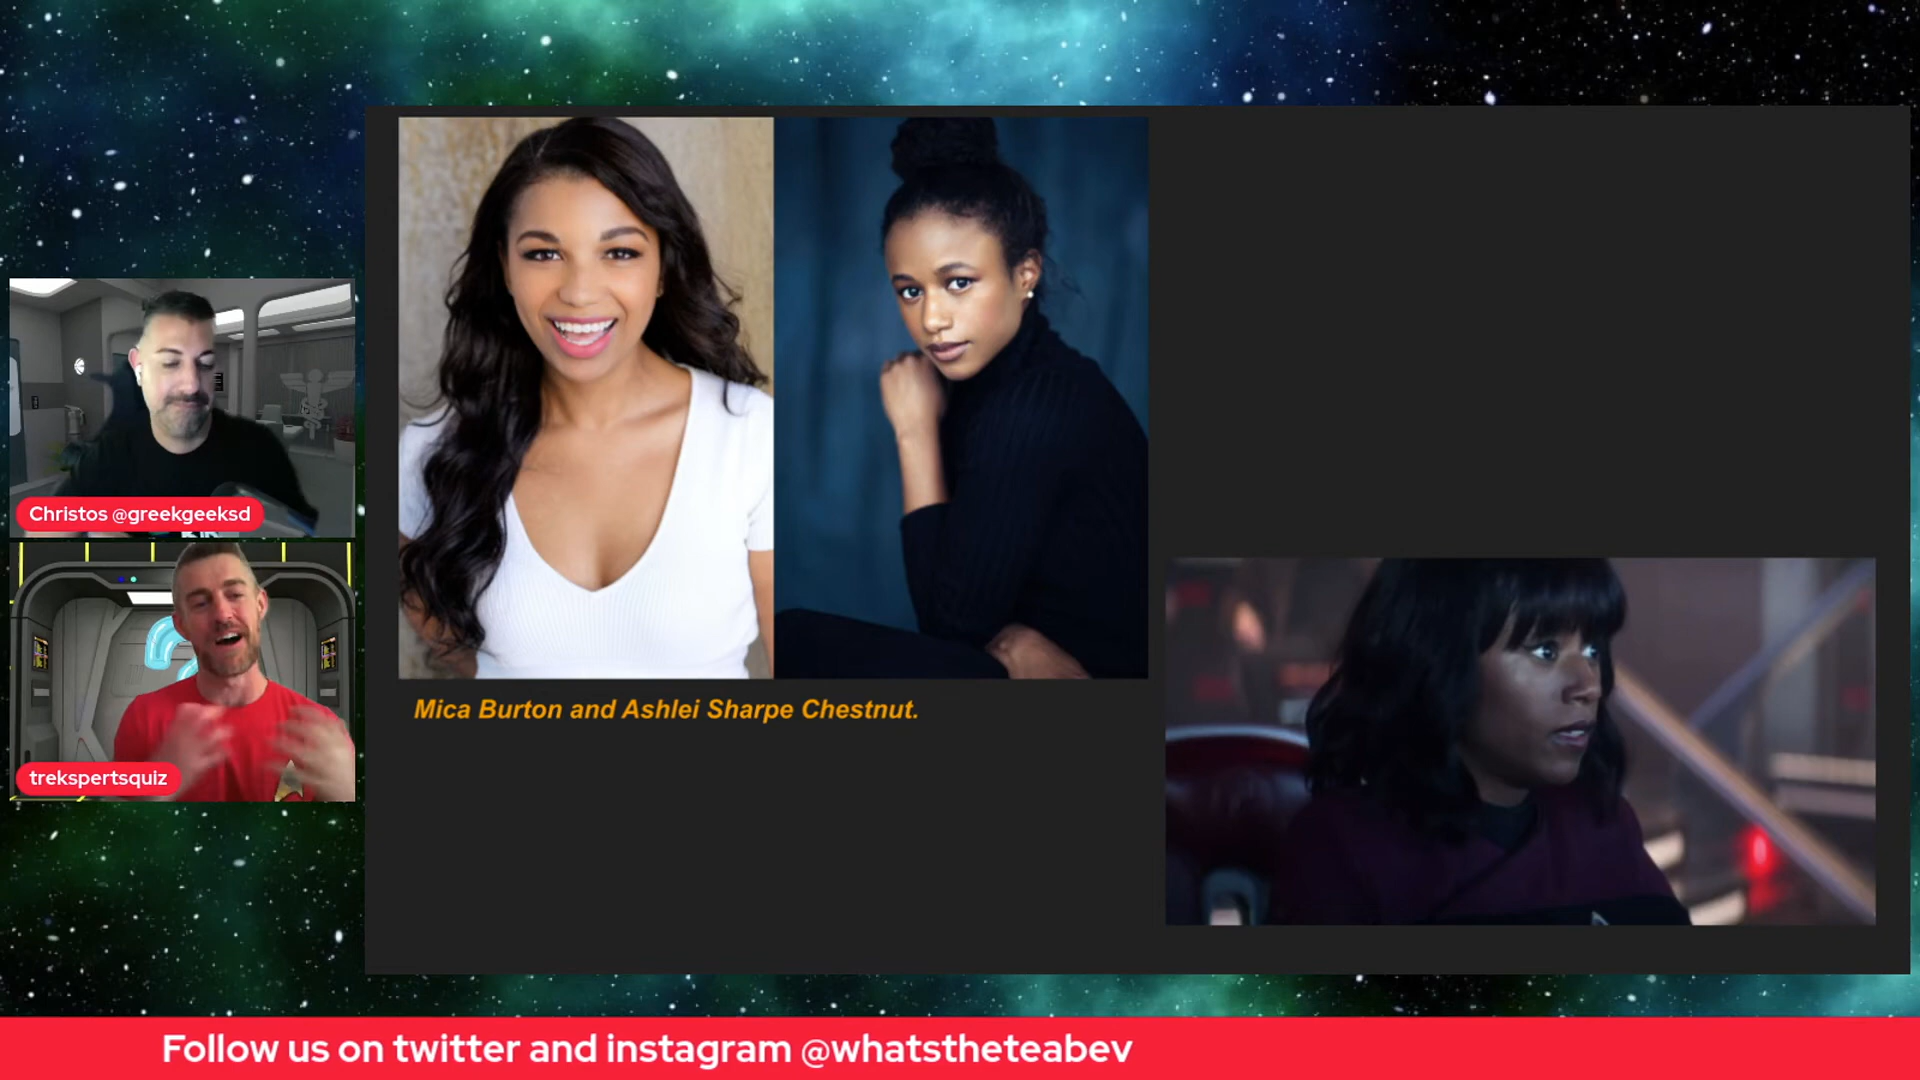 Christos @greekgeeksd
trekspertsquiz
Mica Burton and Ashlei Sharpe Chestnut.
Follow us on twitter and instagram @whatstheteabev